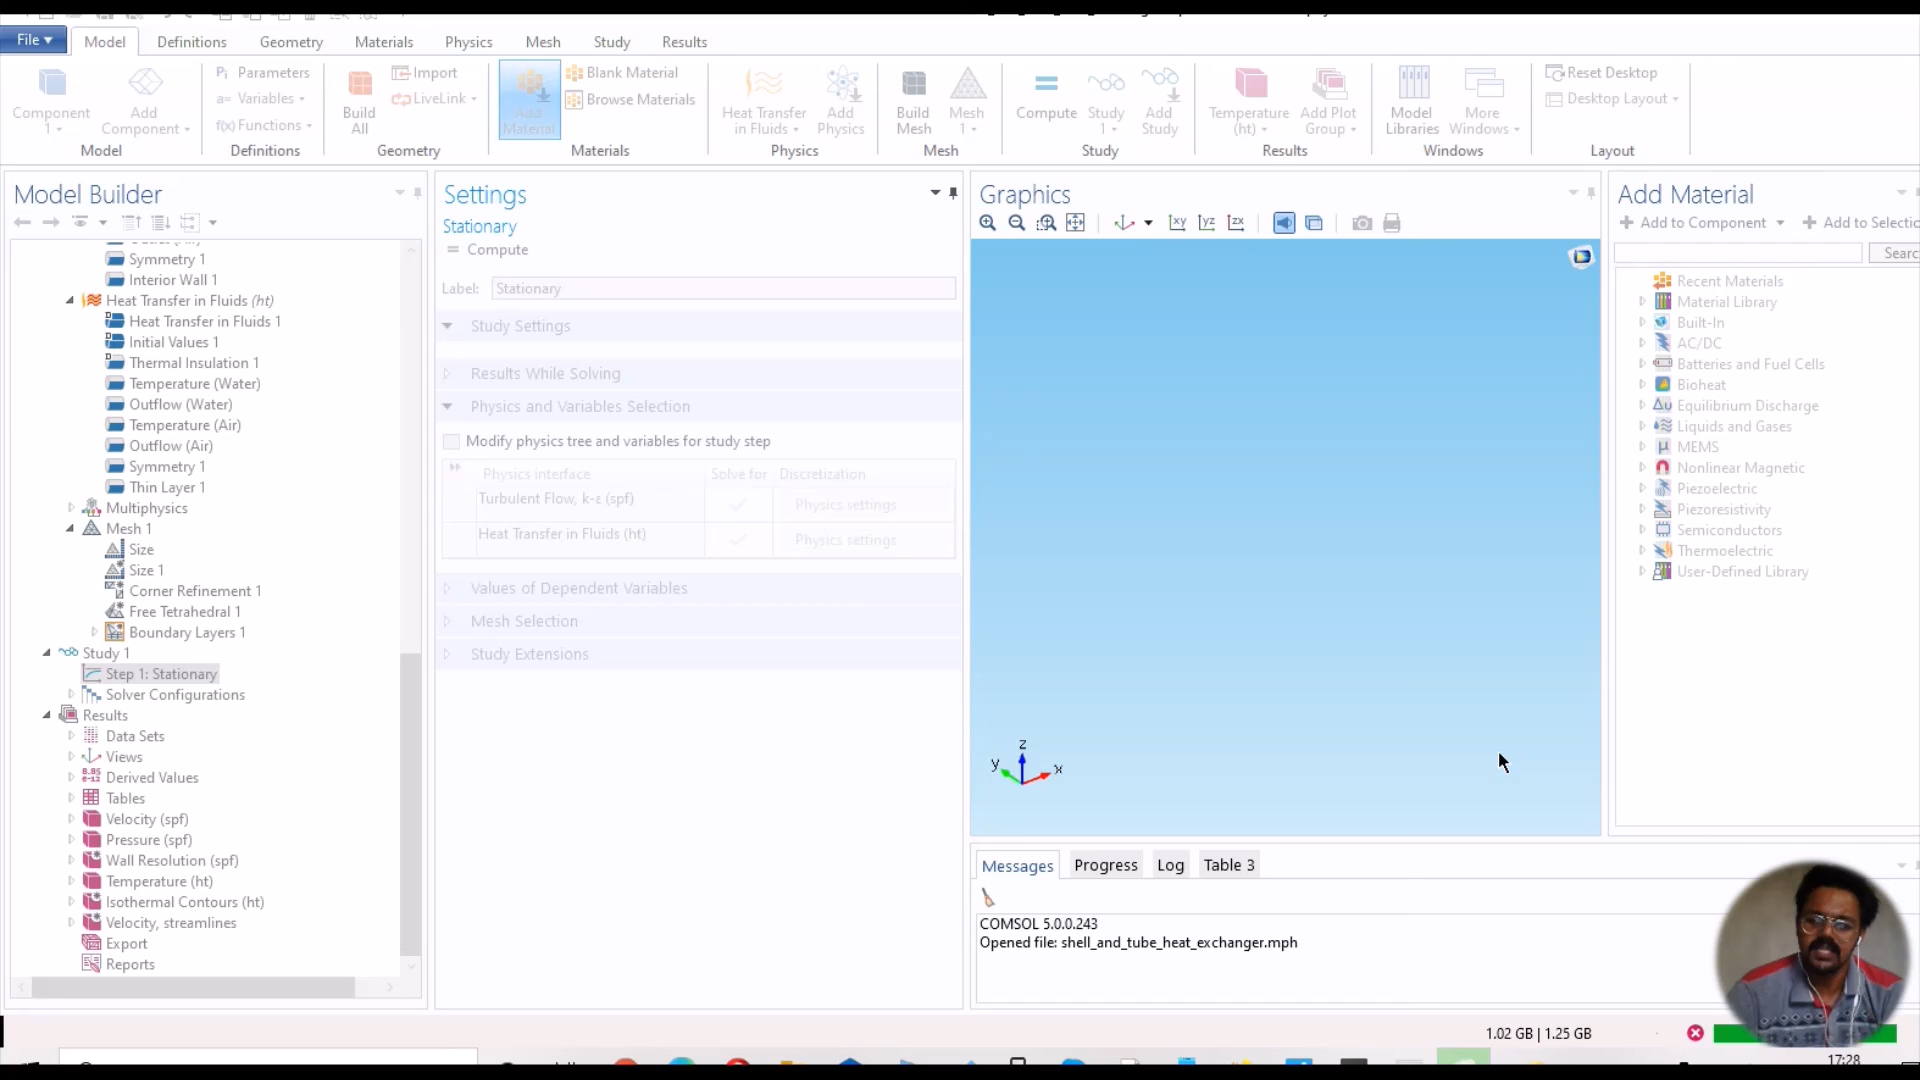 File
Model
Definitions
Geometry
Materials
Physics
Mesh
Study
Results
Component 1
Add Component
Model
Pi Parameters
a= Variables
f(x) Functions
Definitions
Build All
Import
LiveLink
Geometry
Add Material
Blank Material
Browse Materials
Materials
Heat Transfer in Fluids
Add Physics
Physics
Build Mesh
Mesh 1
Mesh
Compute
Study 1
Add Study
Study
Temperature (ht)
Add Plot Group
Results
Model Libraries
More Windows
Windows
Reset Desktop
Desktop Layout
Layout
Model Builder
Symmetry 1
Interior Wall 1
Heat Transfer in Fluids (ht)
Heat Transfer in Fluids 1
Initial Values 1
Thermal Insulation 1
Temperature (Water)
Outflow (Water)
Temperature (Air)
Outflow (Air)
Symmetry 1
Thin Layer 1
Multiphysics
Mesh 1
Size
Size 1
Corner Refinement 1
Free Tetrahedral 1
Boundary Layers 1
Study 1
Step 1: Stationary
Solver Configurations
Results
Data Sets
Views
Derived Values
Tables
Velocity (spf)
Pressure (spf)
Wall Resolution (spf)
Temperature (ht)
Isothermal Contours (ht)
Velocity, streamlines
Export
Reports
Settings
Stationary
= Compute
Label: Stationary
Study Settings
Results While Solving
Physics and Variables Selection
Modify physics tree and variables for study step
Physics interface Solve for Discretization
Turbulent Flow, k-ε (spf) Physics settings
Heat Transfer in Fluids (ht) Physics settings
Values of Dependent Variables
Mesh Selection
Study Extensions
Graphics
xy
yz
zx
z
y
x
Messages
Progress
Log
Table 3
COMSOL 5.0.0.243
Opened file: shell_and_tube_heat_exchanger.mph
Add Material
Add to Component
Add to Selectio
Searc
Recent Materials
Material Library
Built-In
AC/DC
Batteries and Fuel Cells
Bioheat
Equilibrium Discharge
Liquids and Gases
MEMS
Nonlinear Magnetic
Piezoelectric
Piezoresistivity
Semiconductors
Thermoelectric
User-Defined Library
1.02 GB | 1.25 GB
17:28